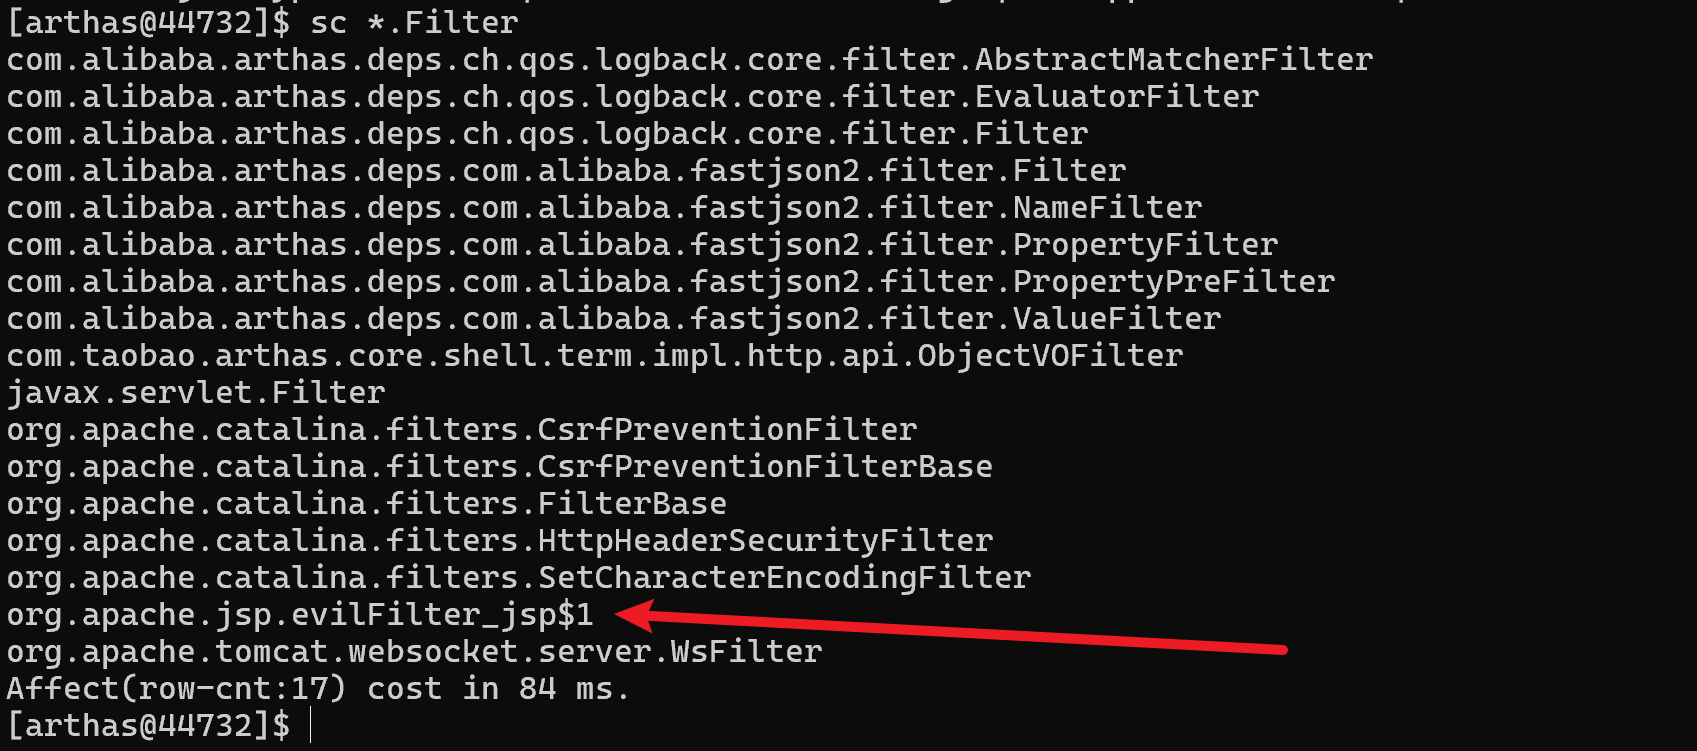 [arthas@44732]$ sc *.Filter
com.alibaba.arthas.deps.ch.qos.logback.core.filter.AbstractMatcherFilter
com.alibaba.arthas.deps.ch.qos.logback.core.filter.EvaluatorFilter
com.alibaba.arthas.deps.ch.qos.logback.core.filter.Filter
com.alibaba.arthas.deps.com.alibaba.fastjson2.filter.Filter
com.alibaba.arthas.deps.com.alibaba.fastjson2.filter.NameFilter
com.alibaba.arthas.deps.com.alibaba.fastjson2.filter.PropertyFilter
com.alibaba.arthas.deps.com.alibaba.fastjson2.filter.PropertyPreFilter
com.alibaba.arthas.deps.com.alibaba.fastjson2.filter.ValueFilter
com.taobao.arthas.core.shell.term.impl.http.api.ObjectVOFilter
javax.servlet.Filter
org.apache.catalina.filters.CsrfPreventionFilter
org.apache.catalina.filters.CsrfPreventionFilterBase
org.apache.catalina.filters.FilterBase
org.apache.catalina.filters.HttpHeaderSecurityFilter
org.apache.catalina.filters.SetCharacterEncodingFilter
org.apache.jsp.evilFilter_jsp$1
org.apache.tomcat.websocket.server.WsFilter
Affect(row-cnt:17) cost in 84 ms.
[arthas@44732]$